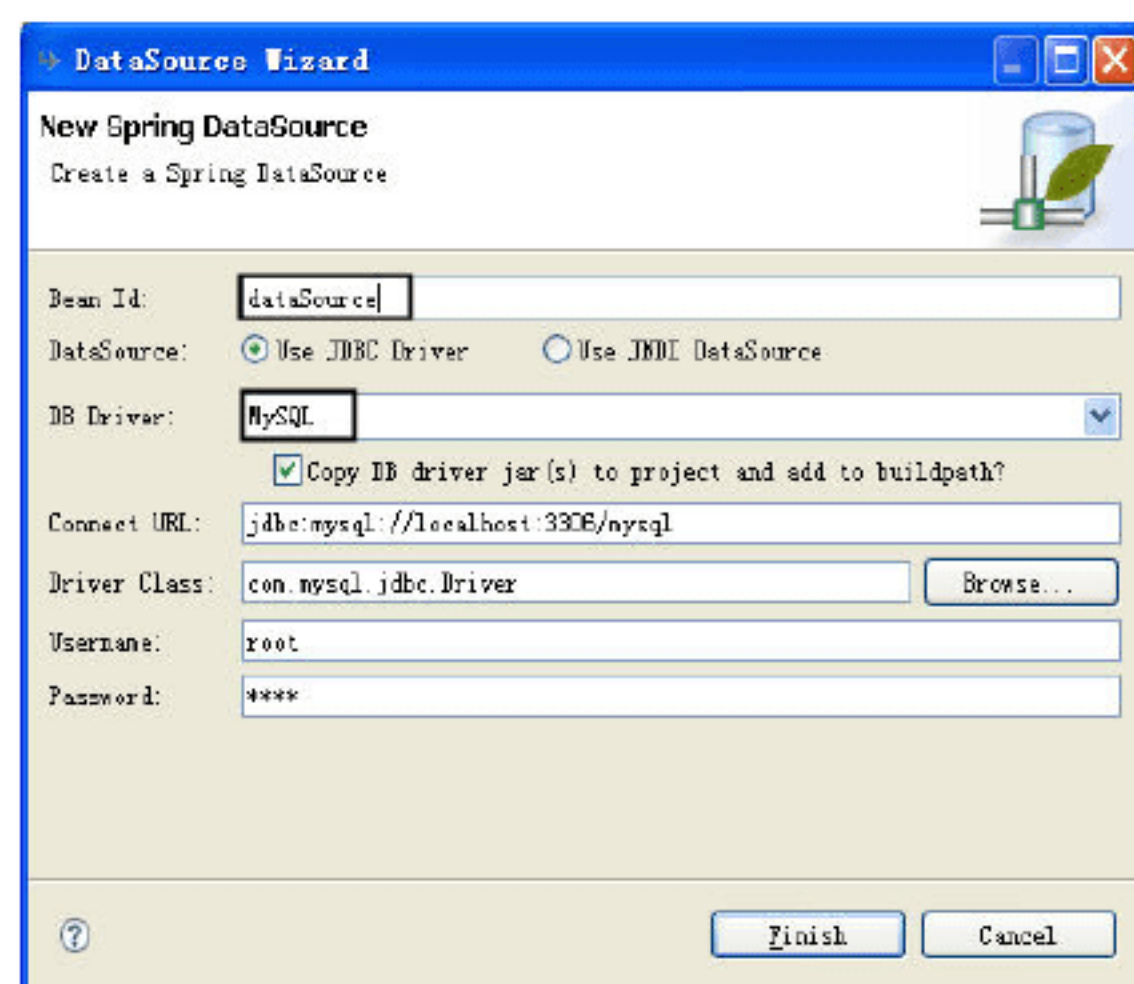 DataSource Wizard
New Spring DataSource
Create a Spring DataSource
Bean Id: dataSource
DataSource: Use JDBC Driver Use JNDI DataSource
DB Driver: MySQL
Copy DB driver jar(s) to project and add to buildpath?
Connect URL: jdbc:mysql://localhost:3306/mysql
Driver Class: com.mysql.jdbc.Driver Browse...
Username: root
Password: ****
? Finish Cancel